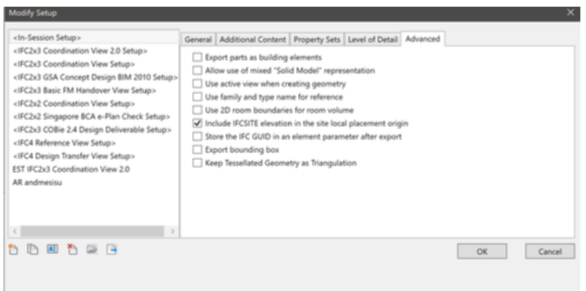 Modify Setup
<In-Session Setup>
<IFC2x3 Coordination View 2.0 Setup>
<IFC2x3 Coordination View Setup>
<IFC2x3 GSA Concept Design BIM 2010 Setup>
<IFC2x3 Basic FM Handover View Setup>
<IFC2x2 Coordination View Setup>
<IFC2x2 Singapore BCA e-Plan Check Setup>
<IFC2x3 COBie 2.4 Design Deliverable Setup>
<IFC4 Reference View Setup>
<IFC4 Design Transfer View Setup>
EST IFC2x3 Coordination View 2.0
AR andmesisu
General Additional Content Property Sets Level of Detail Advanced
Export parts as building elements
Allow use of mixed "Solid Model" representation
Use active view when creating geometry
Use family and type name for reference
Use 2D room boundaries for room volume
Include IFCSITE elevation in the site local placement origin
Store the IFC GUID in an element parameter after export
Export bounding box
Keep Tessellated Geometry as Triangulation
OK Cancel